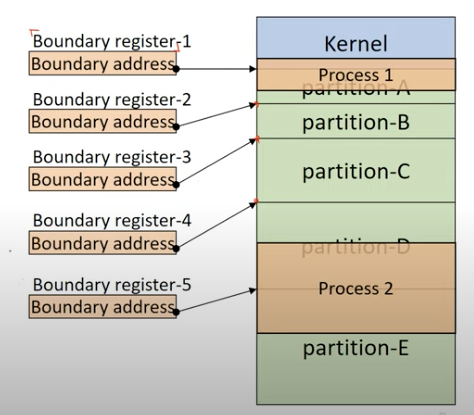 Boundary register-1
Boundary address
Boundary register-2
Boundary address
Boundary register-3
Boundary address
Boundary register-4
Boundary address
Boundary register-5
Boundary address
Kernel
Process 1
partition-A
partition-B
partition-C
partition-D
Process 2
partition-E